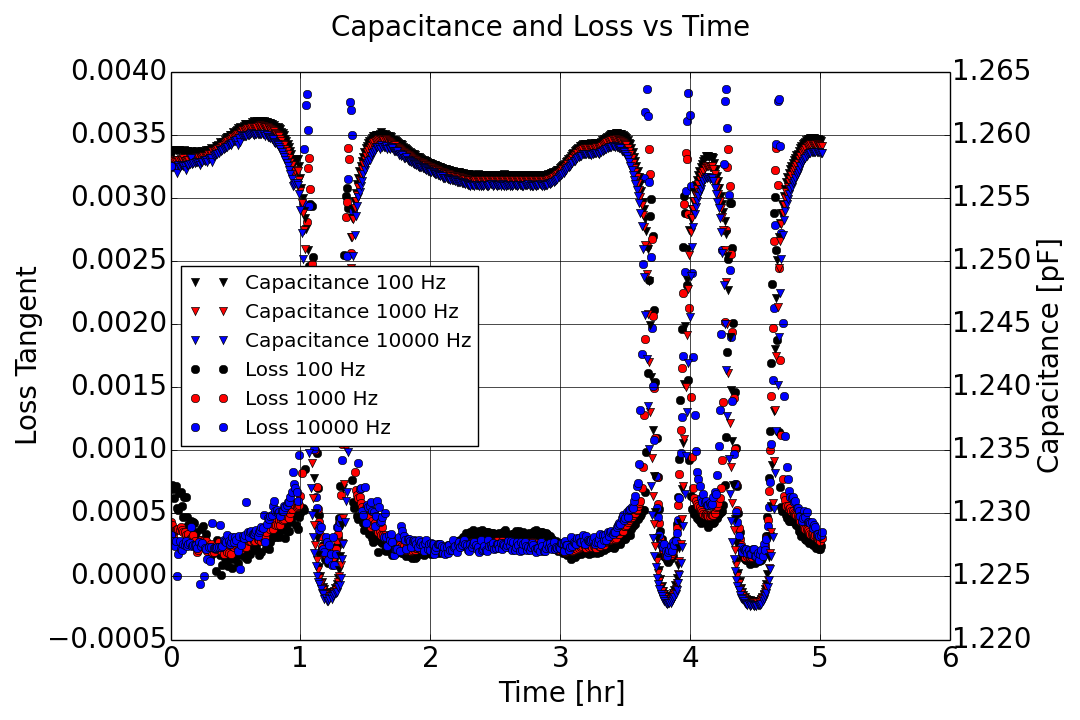 Capacitance and Loss vs Time
0.0040
0.0035
0.0030
0.0025
0.0020
0.0015
0.0010
0.0005
0.0000
−0.0005
Loss Tangent
Capacitance 100 Hz
Capacitance 1000 Hz
Capacitance 10000 Hz
Loss 100 Hz
Loss 1000 Hz
Loss 10000 Hz
1.265
1.260
1.255
1.250
1.245
1.240
1.235
1.230
1.225
1.220
Capacitance [pF]
0 1 2 3 4 5 6
Time [hr]